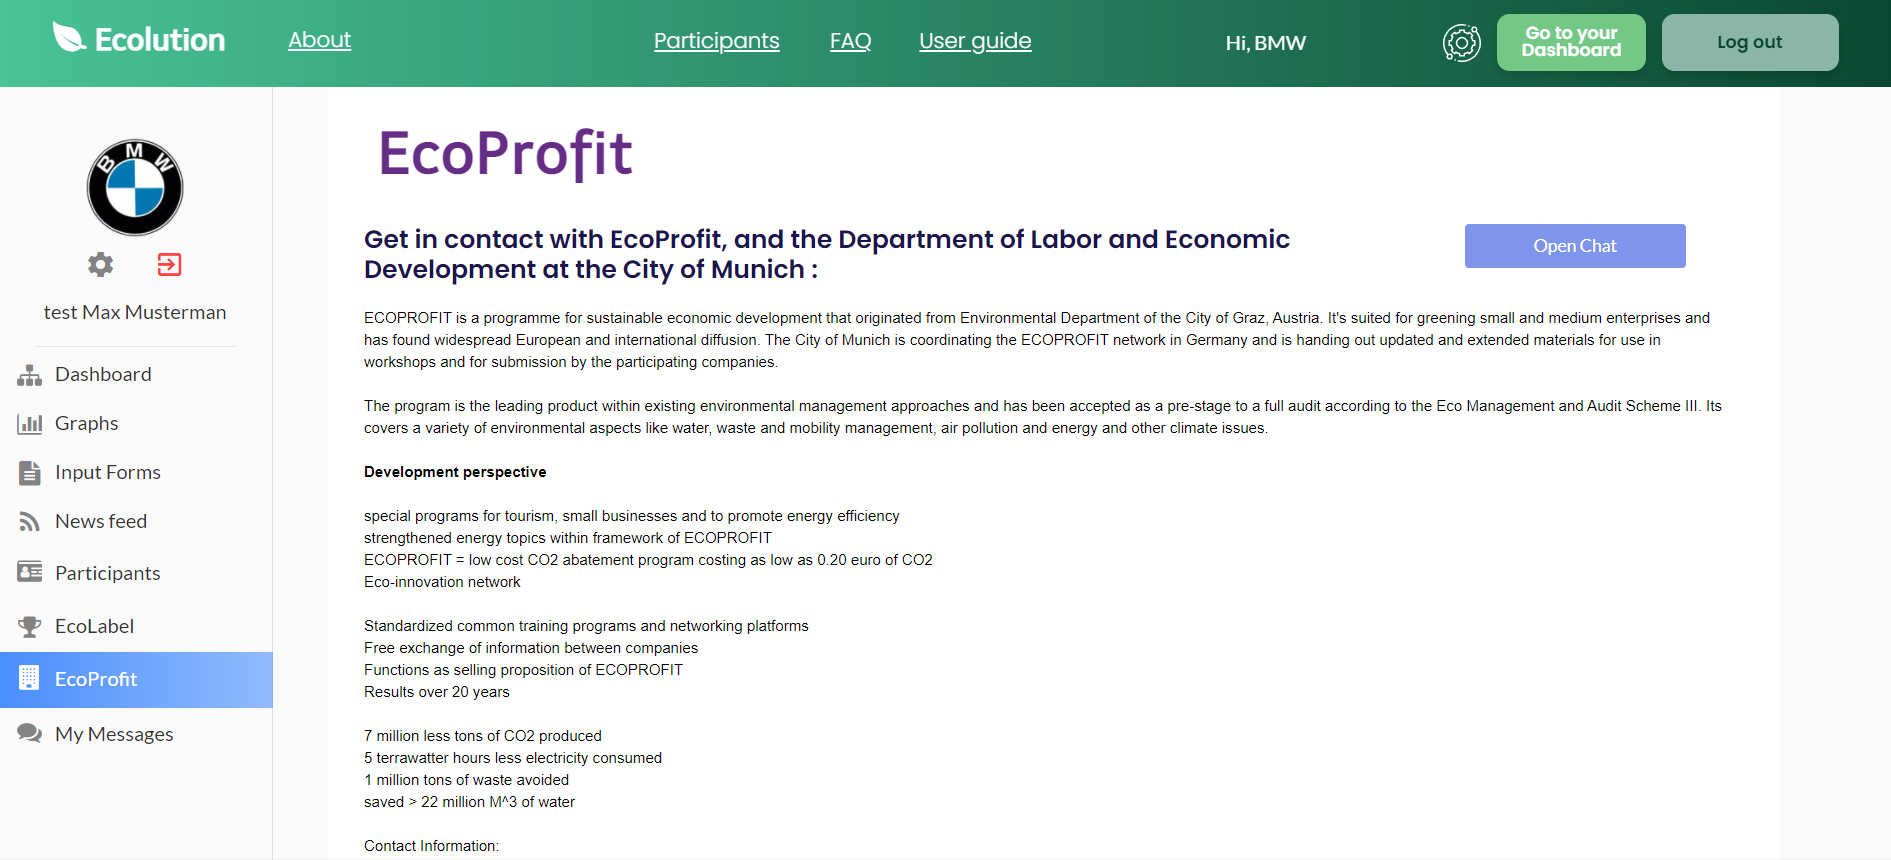 Ecolution
About
Participants
FAQ
User guide
Hi, BMW
Go to your
Dashboard
Log out
BMW
test Max Musterman
Dashboard
Graphs
Input Forms
News feed
Participants
EcoLabel
EcoProfit
My Messages
EcoProfit
Get in contact with EcoProfit, and the Department of Labor and Economic
Development at the City of Munich :
Open Chat
ECOPROFIT is a programme for sustainable economic development that originated from Environmental Department of the City of Graz, Austria. It's suited for greening small and medium enterprises and
has found widespread European and international diffusion. The City of Munich is coordinating the ECOPROFIT network in Germany and is handing out updated and extended materials for use in
workshops and for submission by the participating companies.
The program is the leading product within existing environmental management approaches and has been accepted as a pre-stage to a full audit according to the Eco Management and Audit Scheme III. Its
covers a variety of environmental aspects like water, waste and mobility management, air pollution and energy and other climate issues.
Development perspective
special programs for tourism, small businesses and to promote energy efficiency
strengthened energy topics within framework of ECOPROFIT
ECOPROFIT = low cost CO2 abatement program costing as low as 0.20 euro of CO2
Eco-innovation network
Standardized common training programs and networking platforms
Free exchange of information between companies
Functions as selling proposition of ECOPROFIT
Results over 20 years
7 million less tons of CO2 produced
5 terrawatter hours less electricity consumed
1 million tons of waste avoided
saved > 22 million M^3 of water
Contact Information: